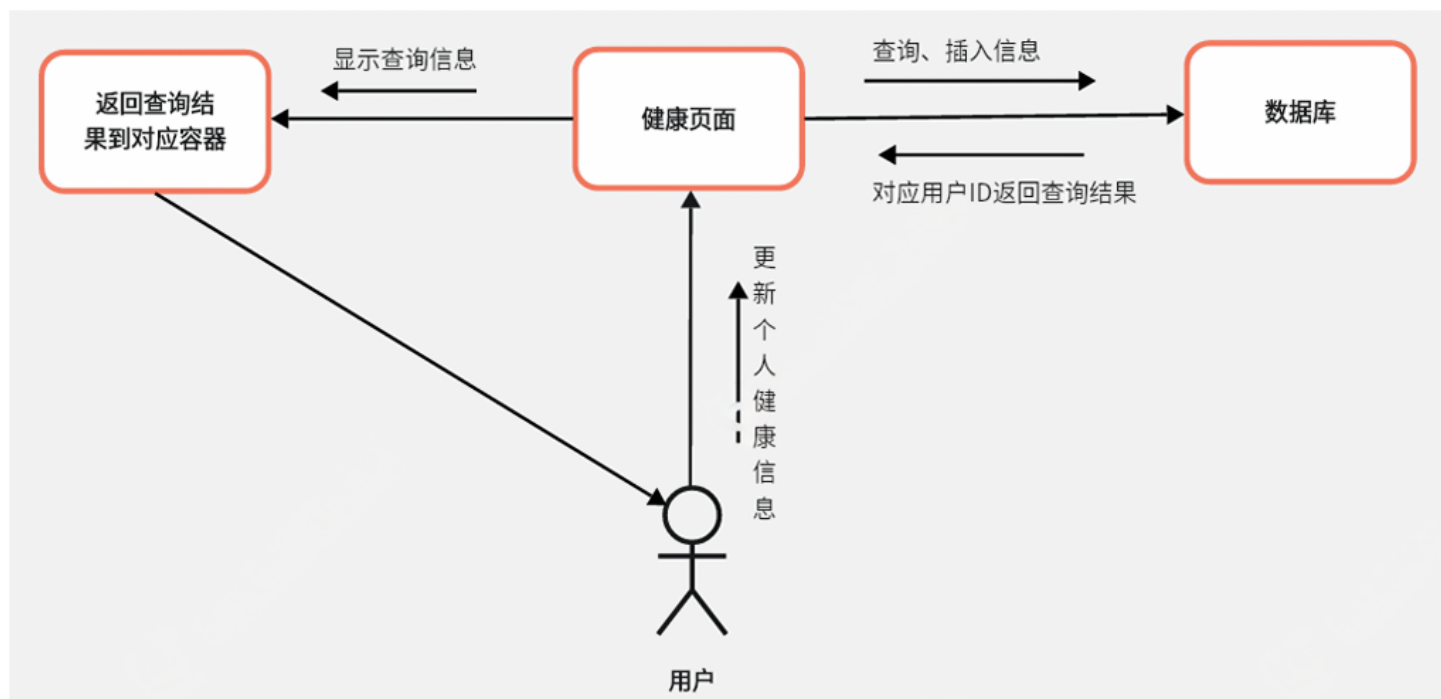 显示查询信息
查询、插入信息
返回查询结
果到对应容器
健康页面
数据库
对应用户ID返回查询结果
更新个人健康信息
用户